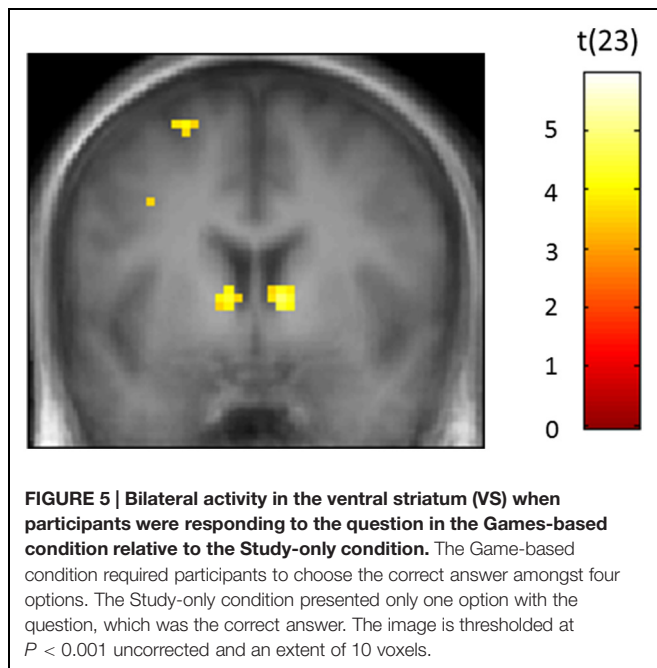 t(23)
5
4
3
2
1
0
FIGURE 5 | Bilateral activity in the ventral striatum (VS) when
participants were responding to the question in the Games-based
condition relative to the Study-only condition. The Game-based
condition required participants to choose the correct answer amongst four
options. The Study-only condition presented only one option with the
question, which was the correct answer. The image is thresholded at
P < 0.001 uncorrected and an extent of 10 voxels.